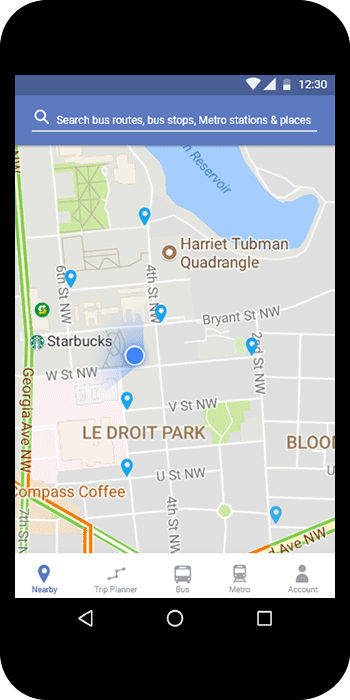 12:30
Search bus routes, bus stops, Metro stations & places
Reservoir
NW
Harriet Tubman
Quadrangle
6th St NW
4th St NW
Bryant St NW
Starbucks
2nd St NW
W St NW
Georgia Ave NW
V St NW
LE DROIT PARK
BLOOM
U St NW
U
Compass Coffee
4th St NW
7th St N
d Ave NW
Nearby
Trip Planner
Bus
Metro
Account